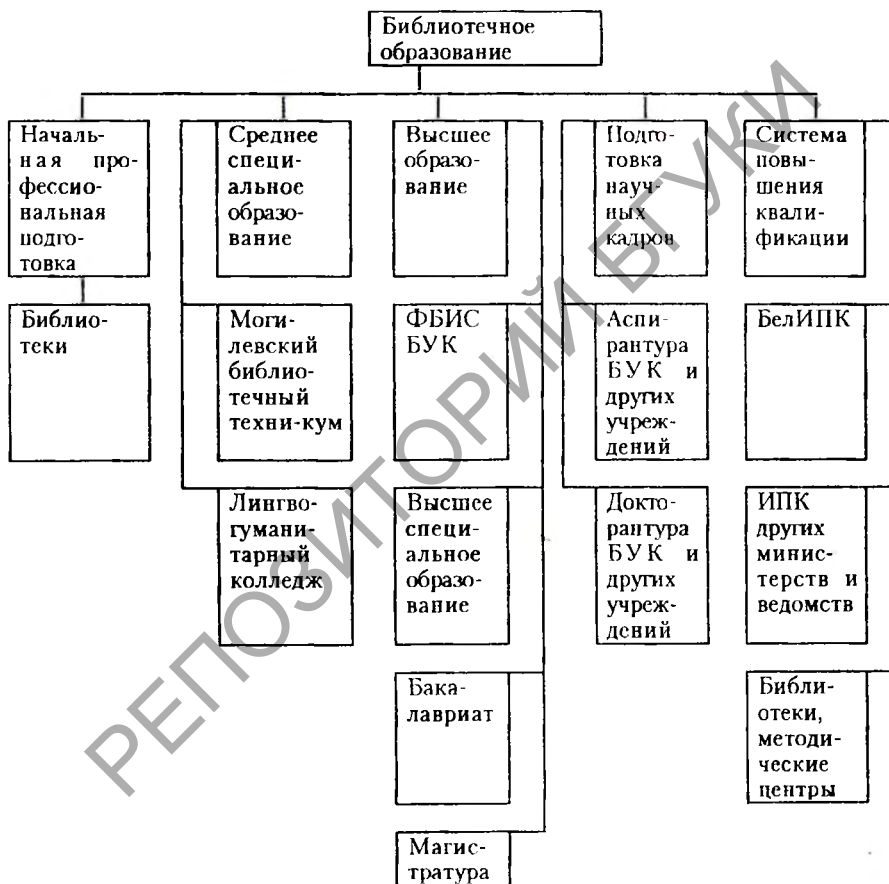 Библиотечное
образование
Началь-
ная про-
фессио-
нальная
подго-
товка
Библио-
теки
Среднее
специ-
альное
образо-
вание
Моги-
левский
библио-
течный
техни-кум
Лингво-
гумани-
тарный
колледж
Высшее
образо-
вание
ФБИС
БУК
Высшее
специ-
альное
образо-
вание
Бака-
лавриат
Магис-
тратура
Подго-
товка
науч-
ных
кадров
Аспи-
рантура
БУК и
других
учреж-
дений
Докто-
рантура
БУК и
других
учреж-
дений
Система
повы-
шения
квали-
фикации
БелИПК
ИПК
других
минис-
терств и
ведомств
Библи-
отеки,
методи-
ческие
центры
РЕПОЗИТОРИЙ БГУКИ